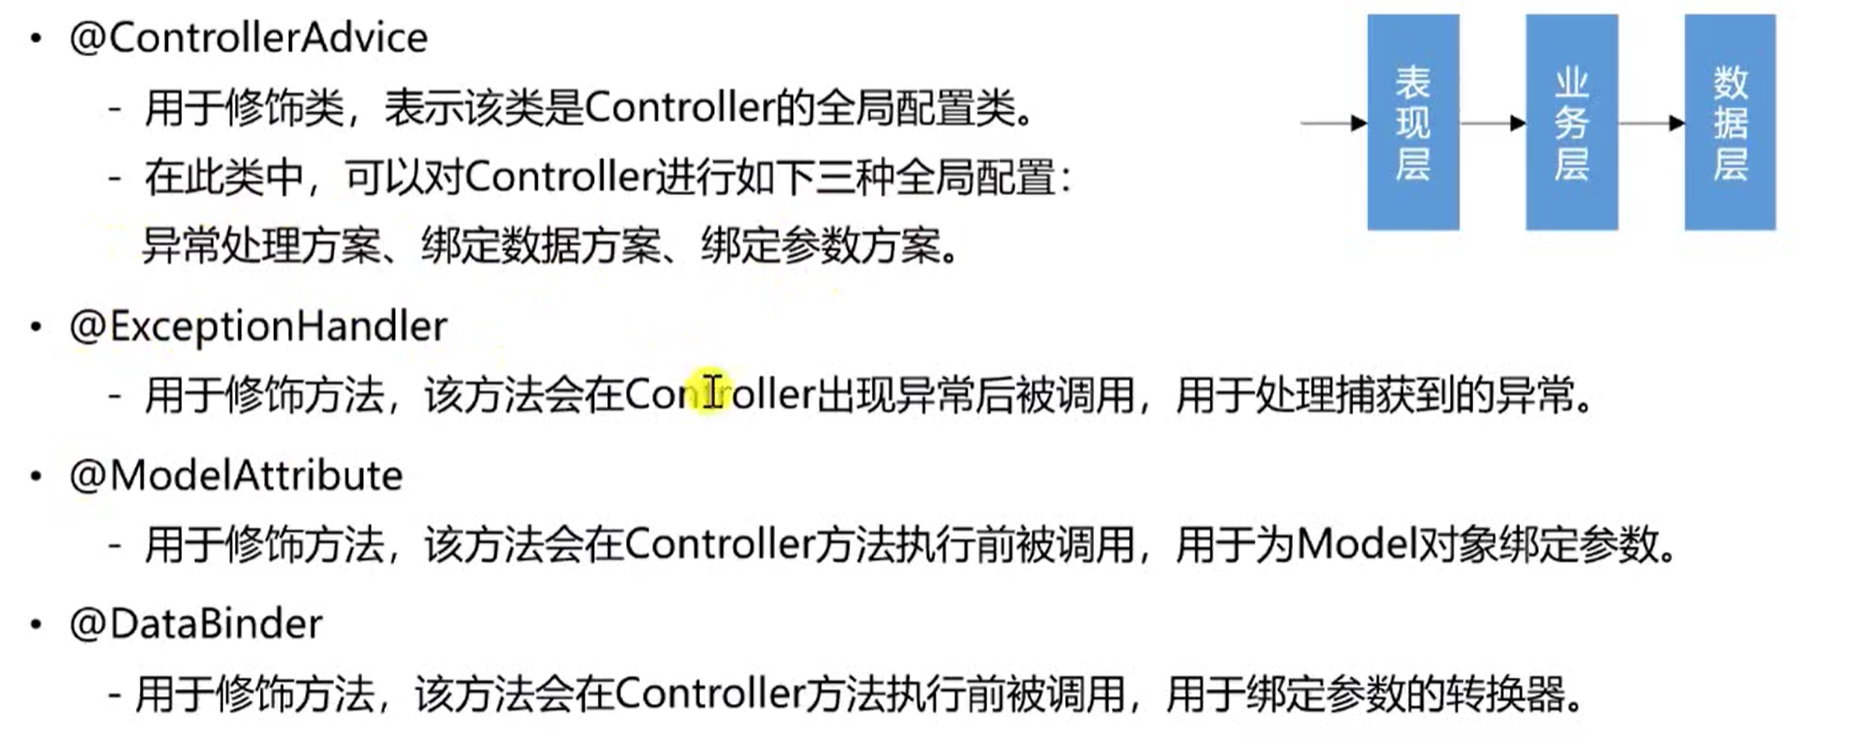 • @ControllerAdvice
- 用于修饰类，表示该类是Controller的全局配置类。
- 在此类中，可以对Controller进行如下三种全局配置：
异常处理方案、绑定数据方案、绑定参数方案。
• @ExceptionHandler
- 用于修饰方法，该方法会在Controller出现异常后被调用，用于处理捕获到的异常。
• @ModelAttribute
- 用于修饰方法，该方法会在Controller方法执行前被调用，用于为Model对象绑定参数。
• @DataBinder
- 用于修饰方法，该方法会在Controller方法执行前被调用，用于绑定参数的转换器。
表现层
业务层
数据层